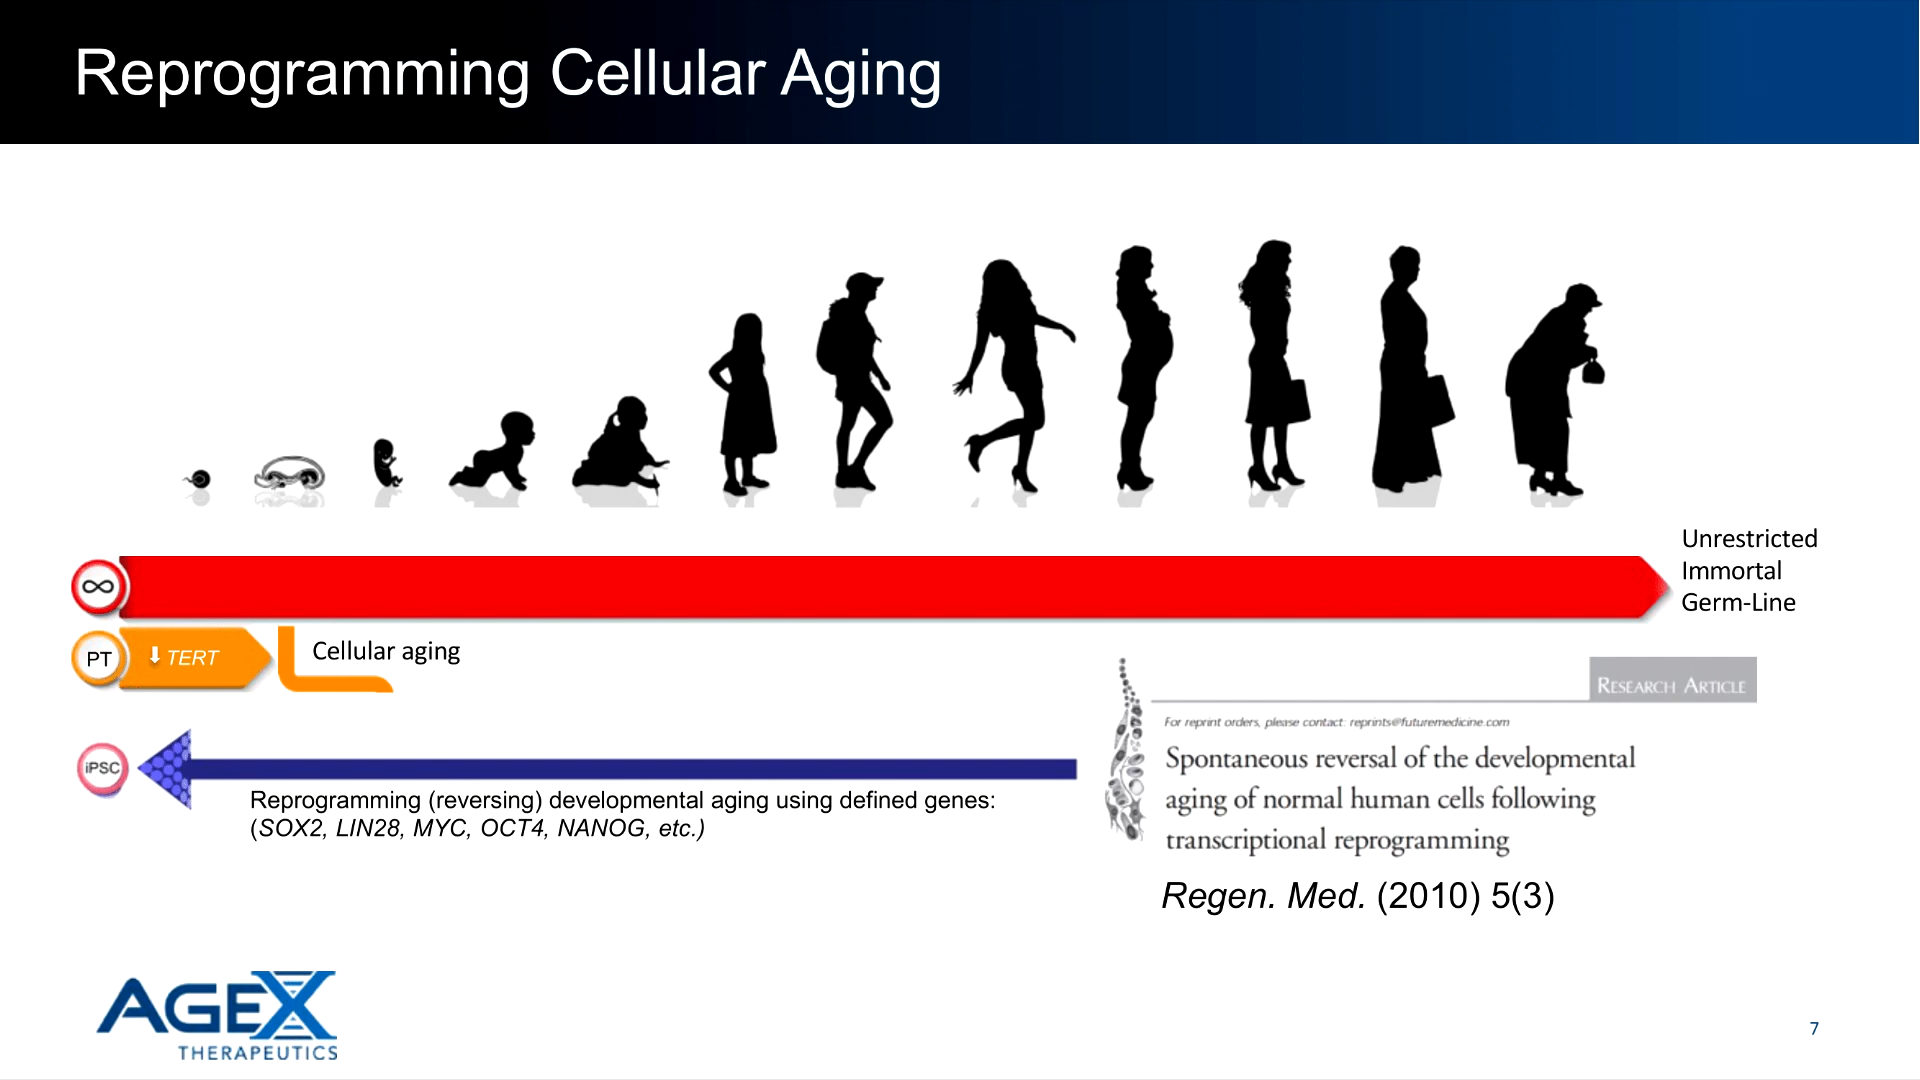 Reprogramming Cellular Aging
∞
Unrestricted
Immortal
Germ-Line
PT
⬇ TERT
Cellular aging
iPSC
Reprogramming (reversing) developmental aging using defined genes:
(SOX2, LIN28, MYC, OCT4, NANOG, etc.)
RESEARCH ARTICLE
For reprint orders, please contact: reprints@futuremedicine.com
Spontaneous reversal of the developmental
aging of normal human cells following
transcriptional reprogramming
Regen. Med. (2010) 5(3)
AGEX
THERAPEUTICS
7